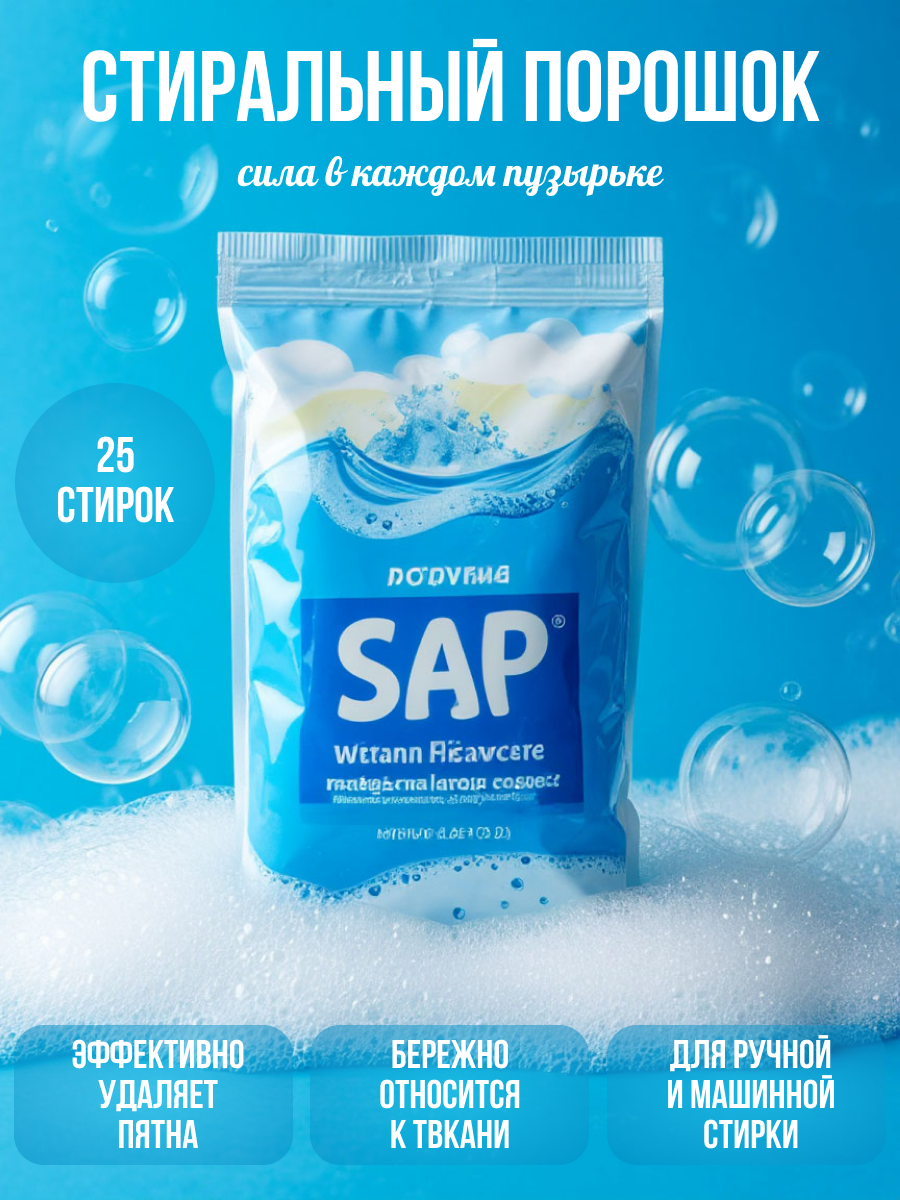 СТИРАЛЬНЫЙ ПОРОШОК
сила в каждом пузырьке
25
СТИРОК
SAP®
ЭФФЕКТИВНО
УДАЛЯЕТ
ПЯТНА
БЕРЕЖНО
ОТНОСИТСЯ
К ТВКАНИ
ДЛЯ РУЧНОЙ
И МАШИННОЙ
СТИРКИ